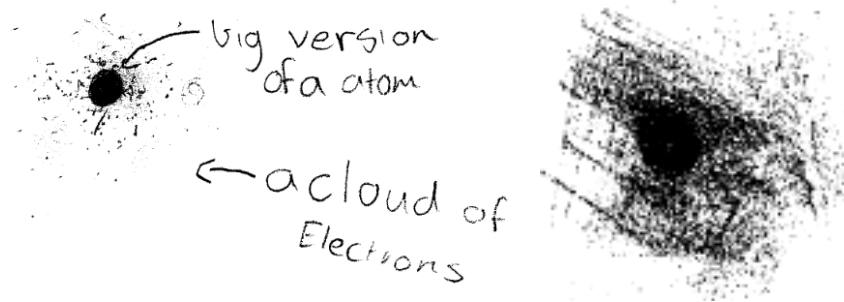 big version
of a atom
a cloud of
Electrons